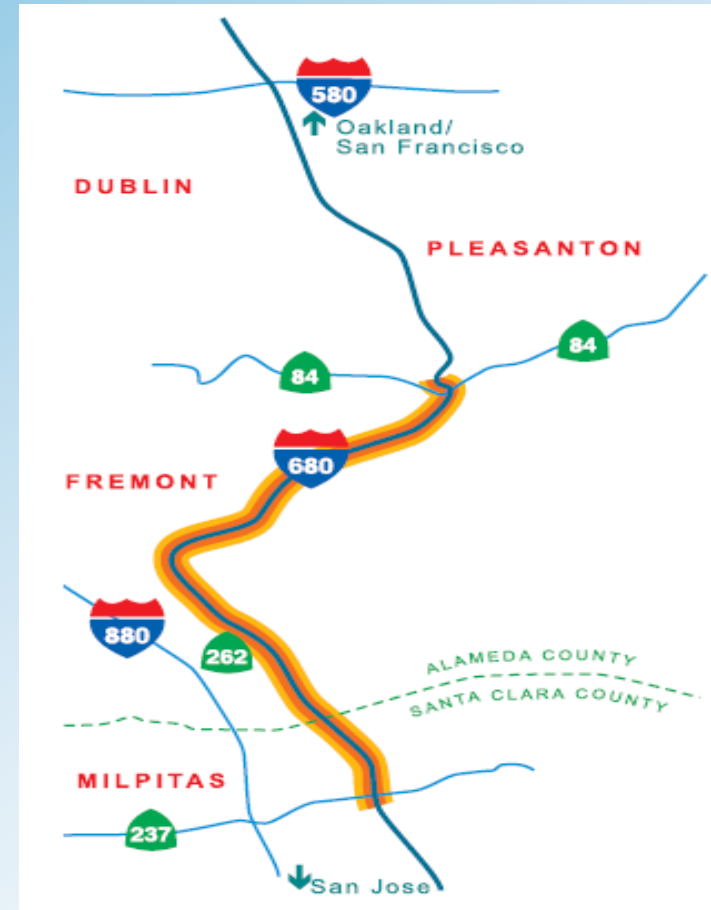 580
Oakland/
San Francisco
DUBLIN
PLEASANTON
84
84
680
FREMONT
880
262
ALAMEDA COUNTY
SANTA CLARA COUNTY
MILPITAS
237
San Jose